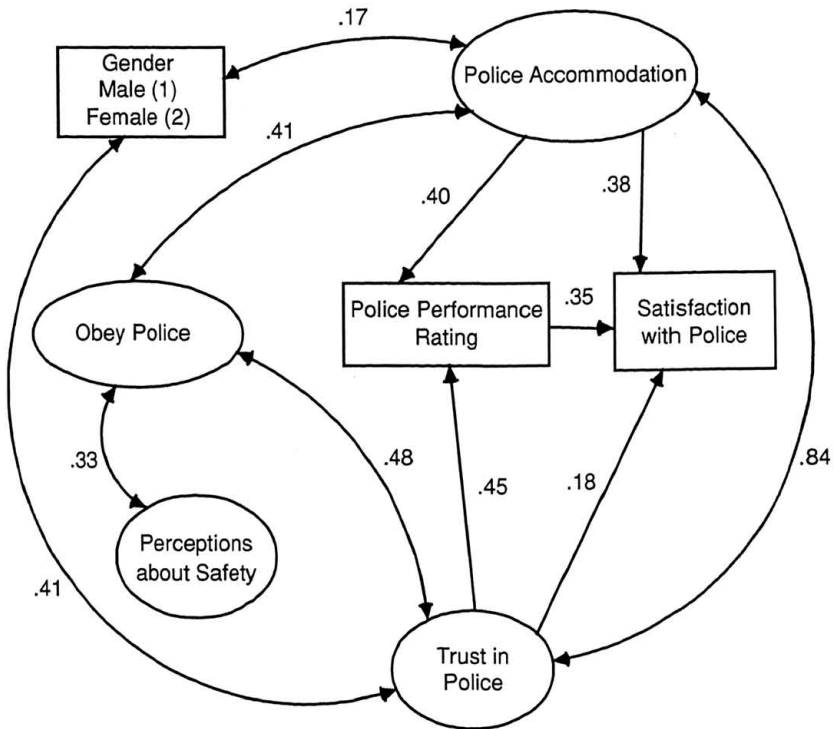 .17
Gender
Male (1)
Female (2)
Police Accommodation
.41
.40
.38
Police Performance
Rating
.35
Satisfaction
with Police
Obey Police
.33
.48
.45
.18
.84
Perceptions
about Safety
.41
Trust in
Police